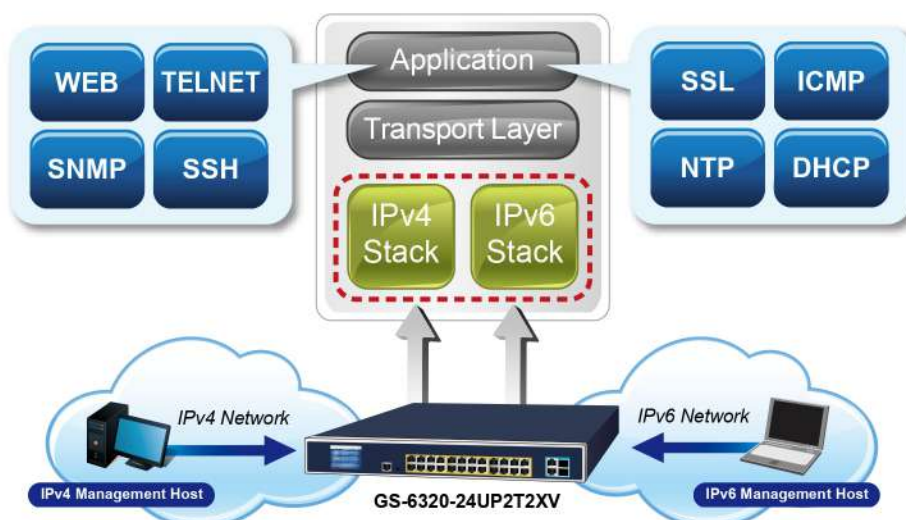 WEB
TELNET
SNMP
SSH
Application
Transport Layer
IPv4
Stack
IPv6
Stack
SSL
ICMP
NTP
DHCP
IPv4 Network
IPv6 Network
IPv4 Management Host
GS-6320-24UP2T2XV
IPv6 Management Host